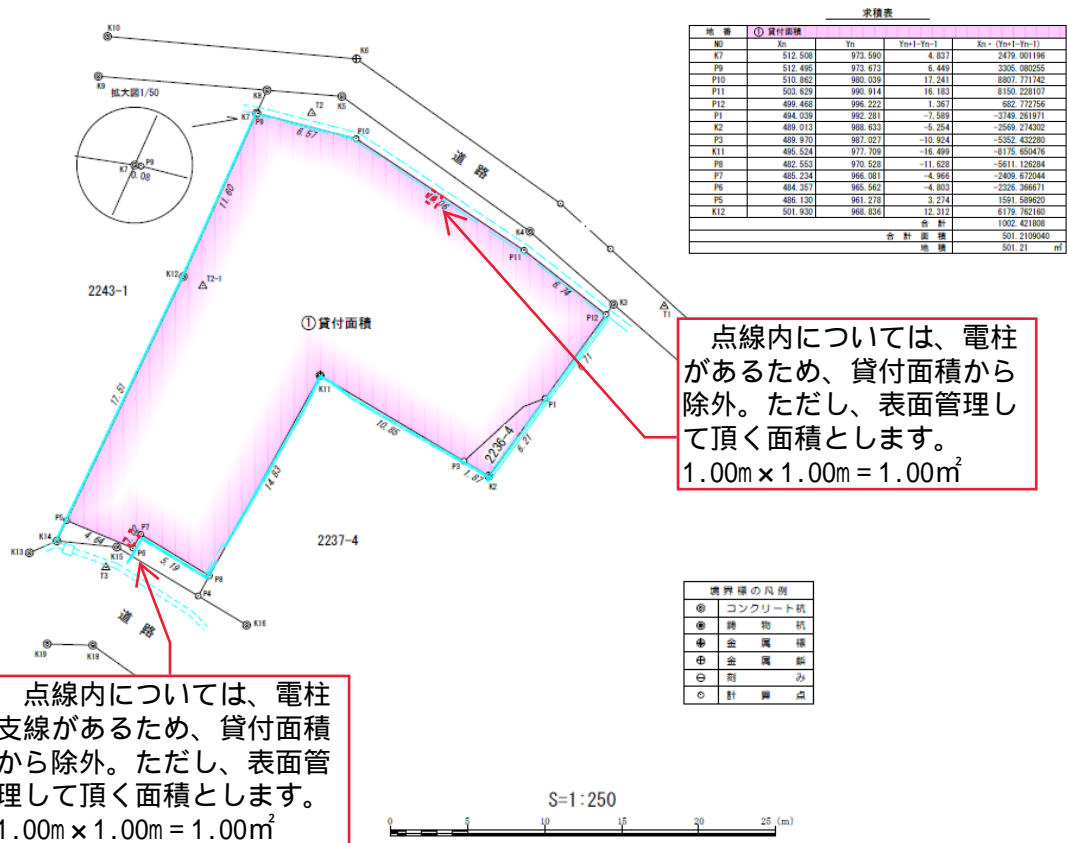 求積表
地 番 ① 貸付面積
NO Xn Yn Yn+1-Yn-1 Xn・(Yn+1-Yn-1)
K7 512.508 973.590 4.837 2479.001196
P9 512.495 973.673 6.449 3305.080255
P10 510.862 980.039 17.241 8807.771742
P11 503.629 990.914 16.183 8150.228107
P12 499.468 996.222 1.367 682.772756
P1 494.039 992.281 -7.589 -3749.261971
K2 489.013 988.633 -5.254 -2569.274302
P3 489.970 987.027 -10.924 -5352.432280
K11 495.524 977.709 -16.499 -8175.650476
P8 482.553 970.528 -11.628 -5611.126284
P7 485.234 966.081 -4.966 -2409.672044
P6 484.357 965.562 -4.803 -2326.366671
P5 486.130 961.278 3.274 1591.589620
K12 501.930 968.836 12.312 6179.762160
合 計 1002.421808
合 計 面 積 501.2109040
地 積 501.21 ㎡
K10
K6
K9
拡大図1/50
K8
K5
T2
K7
P9
P10
6.57
道路
P9
K7
0.08
11.60
K4
P11
K12
T2-1
2243-1
6.74
K3
T1
P12
①貸付面積
点線内については、電柱
があるため、貸付面積から
除外。ただし、表面管理し
て頂く面積とします。
1.00m×1.00m=1.00㎡
K11
P1
17.51
10.85
2236-4
6.21
P3
1.87
K2
14.83
P5
P7
4.64
K14
K13
K15
P6
2237-4
5.19
P8
T3
P4
道路
K16
K19
K18
点線内については、電柱
支線があるため、貸付面積
から除外。ただし、表面管
理して頂く面積とします。
1.00m×1.00m=1.00㎡
境界標の凡例
コンクリート杭
鋳 物 杭
金 属 標
金 属 鋲
刻 み
計 算 点
S=1:250
0 5 10 15 20 25 (m)